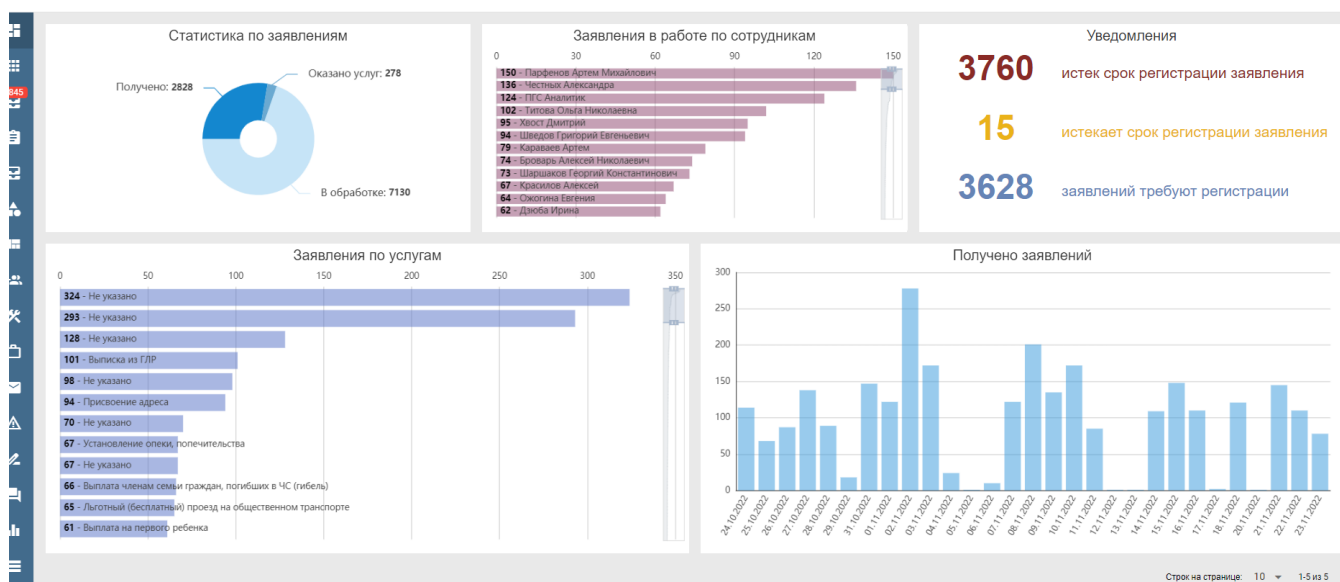 845
Статистика по заявлениям
Оказано услуг: 278
Получено: 2828
В обработке: 7130
Заявления в работе по сотрудникам
0 30 60 90 120 150
150 - Парфенов Артем Михайлович
136 - Честных Александра
124 - ПГС Аналитик
102 - Титова Ольга Николаевна
95 - Хвост Дмитрий
94 - Шведов Григорий Евгеньевич
79 - Караваев Артем
74 - Броварь Алексей Николаевич
73 - Шаршаков Георгий Константинович
67 - Красилов Алексей
64 - Ожогина Евгения
62 - Дзюба Ирина
Уведомления
3760 истек срок регистрации заявления
15 истекает срок регистрации заявления
3628 заявлений требуют регистрации
Заявления по услугам
0 50 100 150 200 250 300 350
324 - Не указано
293 - Не указано
128 - Не указано
101 - Выписка из ГЛР
98 - Не указано
94 - Присвоение адреса
70 - Не указано
67 - Установление опеки, попечительства
67 - Не указано
66 - Выплата членам семьи граждан, погибших в ЧС (гибель)
65 - Льготный (бесплатный) проезд на общественном транспорте
61 - Выплата на первого ребенка
Получено заявлений
300
250
200
150
100
50
0
24.10.2022 25.10.2022 26.10.2022 27.10.2022 28.10.2022 29.10.2022 31.10.2022 01.11.2022 02.11.2022 03.11.2022 04.11.2022 05.11.2022 06.11.2022 07.11.2022 08.11.2022 09.11.2022 10.11.2022 11.11.2022 12.11.2022 13.11.2022 14.11.2022 15.11.2022 16.11.2022 17.11.2022 18.11.2022 20.11.2022 21.11.2022 22.11.2022 23.11.2022
Строк на странице: 10 1-5 из 5